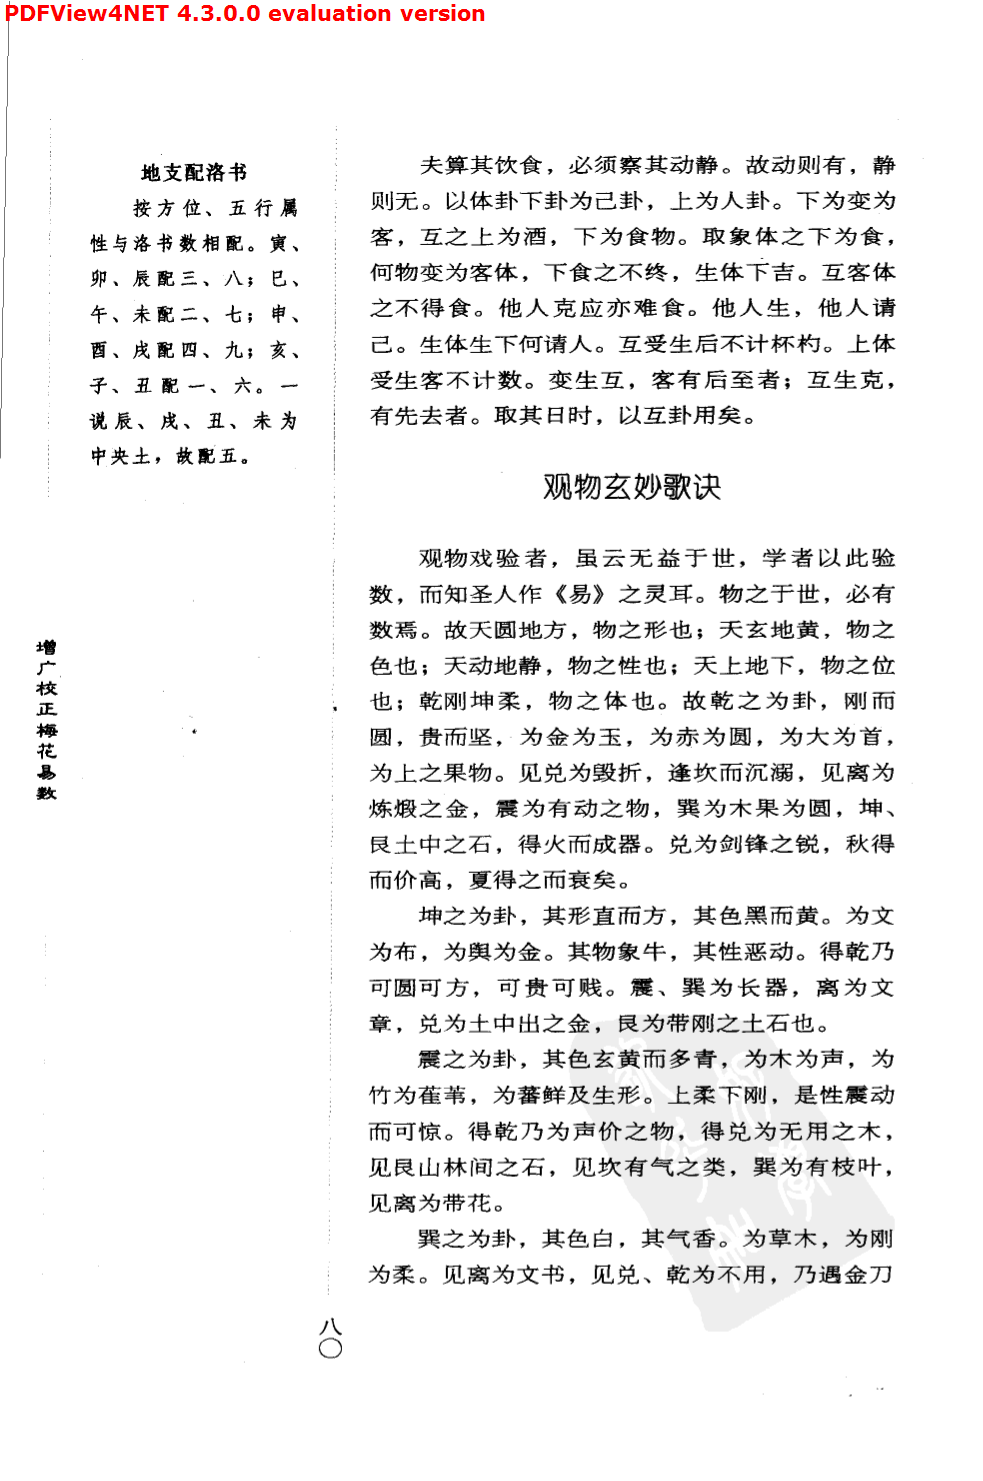 PDFView4NET 4.3.0.0 evaluation version
地支配洛书
按方位、五行属
性与洛书数相配。寅、
卯、辰配三、八；巳、
午、未配二、七；申、
酉、戌配四、九；亥、
子、丑配一、六。一
说辰、戌、丑、未为
中央土，故配五。
增广校正梅花易数
夫算其饮食，必须察其动静。故动则有，静
则无。以体卦下卦为己卦，上为人卦。下为变为
客，互之上为酒，下为食物。取象体之下为食，
何物变为客体，下食之不终，生体下吉。互客体
之不得食。他人克应亦难食。他人生，他人请
己。生体生下何请人。互受生后不计杯杓。上体
受生客不计数。变生互，客有后至者；互生克，
有先去者。取其日时，以互卦用矣。
观物玄妙歌诀
观物戏验者，虽云无益于世，学者以此验
数，而知圣人作《易》之灵耳。物之于世，必有
数焉。故天圆地方，物之形也；天玄地黄，物之
色也；天动地静，物之性也；天上地下，物之位
也；乾刚坤柔，物之体也。故乾之为卦，刚而
圆，贵而坚，为金为玉，为赤为圆，为大为首，
为上之果物。见兑为毁折，逢坎而沉溺，见离为
炼煅之金，震为有动之物，巽为木果为圆，坤、
艮土中之石，得火而成器。兑为剑锋之锐，秋得
而价高，夏得之而衰矣。
坤之为卦，其形直而方，其色黑而黄。为文
为布，为舆为金。其物象牛，其性恶动。得乾乃
可圆可方，可贵可贱。震、巽为长器，离为文
章，兑为土中出之金，艮为带刚之土石也。
震之为卦，其色玄黄而多青，为木为声，为
竹为萑苇，为蕃鲜及生形。上柔下刚，是性震动
而可惊。得乾乃为声价之物，得兑为无用之木，
见艮山林间之石，见坎有气之类，巽为有枝叶，
见离为带花。
巽之为卦，其色白，其气香。为草木，为刚
为柔。见离为文书，见兑、乾为不用，乃遇金刀
八〇